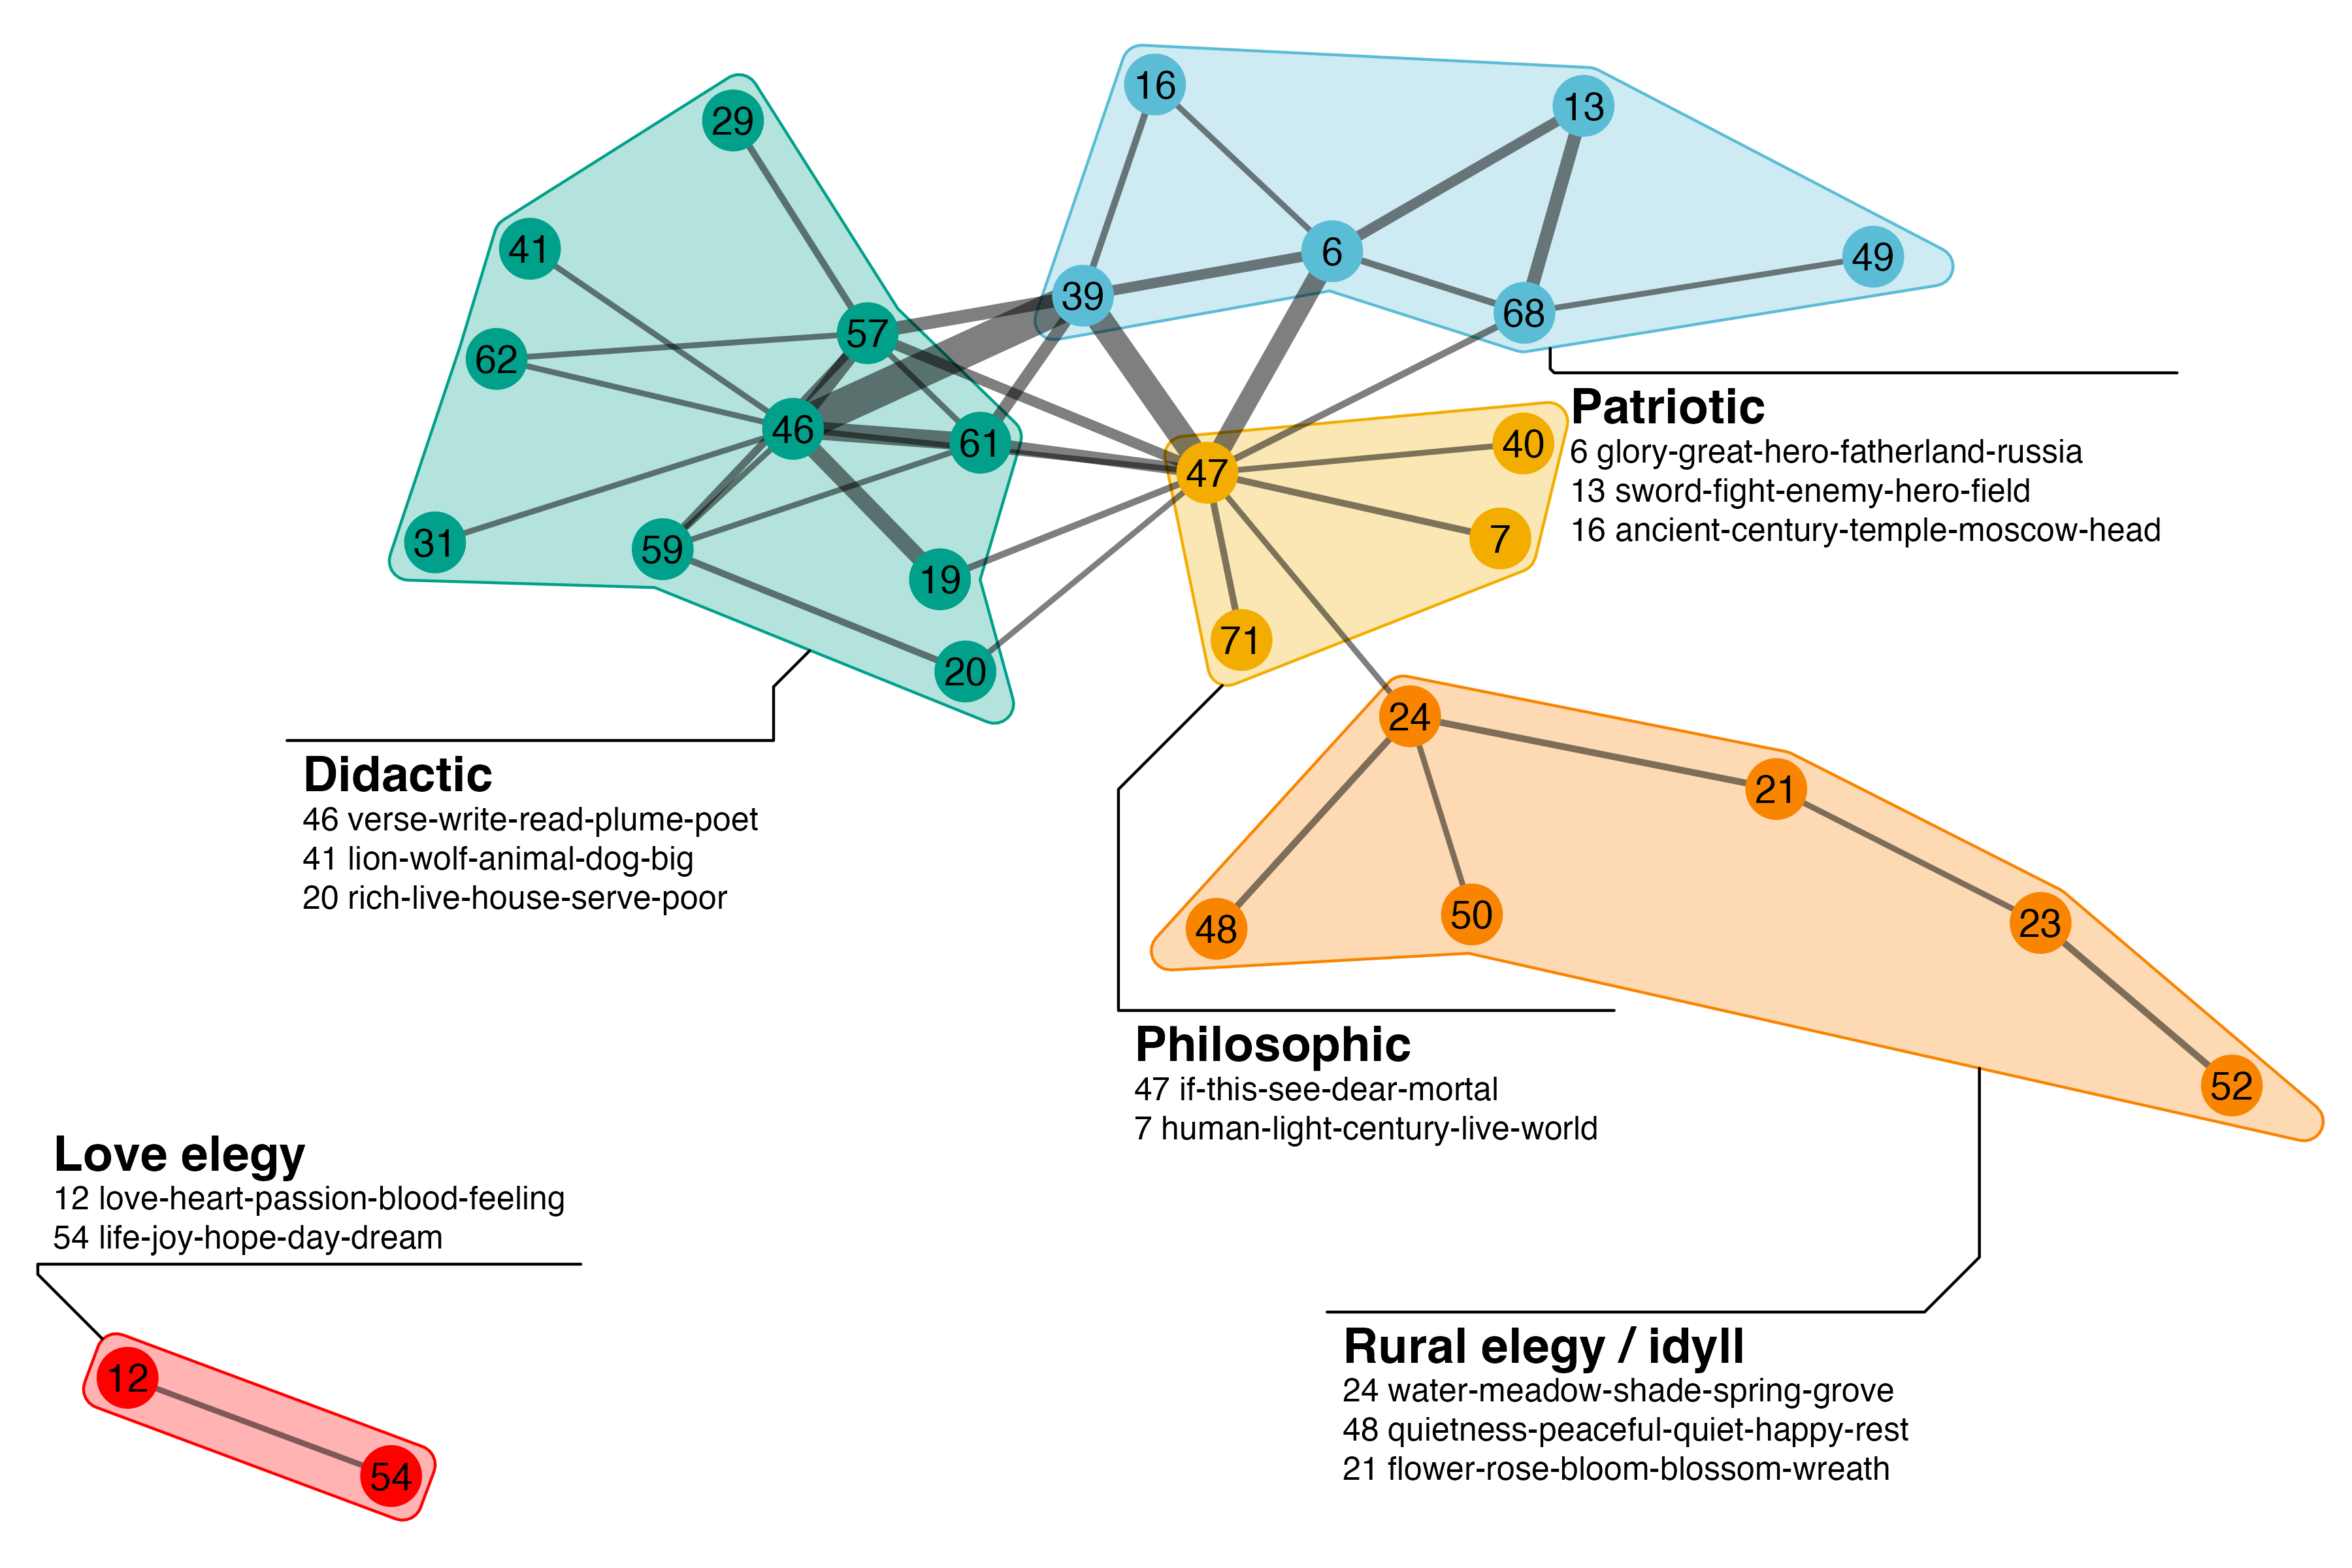 16
13
29
41
6
49
39
68
57
62
46
61
47
40
31
59
19
7
71
20
24
21
48
50
23
52
Patriotic
6 glory-great-hero-fatherland-russia
13 sword-fight-enemy-hero-field
16 ancient-century-temple-moscow-head
Didactic
46 verse-write-read-plume-poet
41 lion-wolf-animal-dog-big
20 rich-live-house-serve-poor
Philosophic
47 if-this-see-dear-mortal
7 human-light-century-live-world
Love elegy
12 love-heart-passion-blood-feeling
54 life-joy-hope-day-dream
12
54
Rural elegy / idyll
24 water-meadow-shade-spring-grove
48 quietness-peaceful-quiet-happy-rest
21 flower-rose-bloom-blossom-wreath